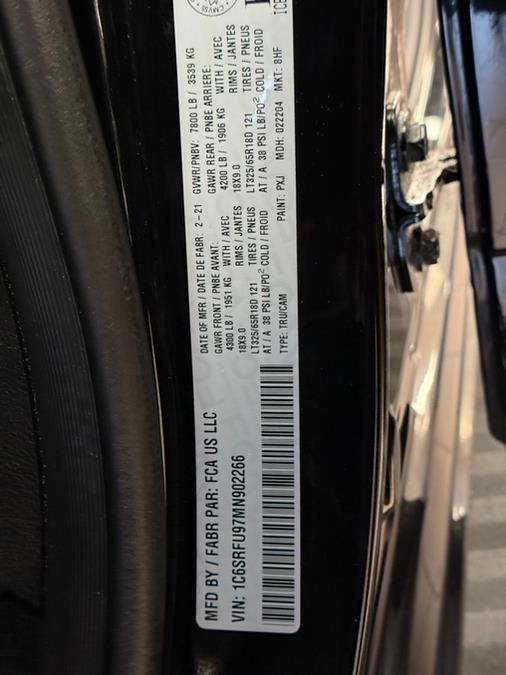 MFD BY / FABR PAR: FCA US LLC
DATE OF MFR / DATE DE FABR: 2-21 GVWR/PNBV: 7800 LB / 3539 KG
GAWR FRONT / PNBE AVANT: GAWR REAR / PNBE ARRIERE:
4300 LB / 1951 KG WITH / AVEC 4200 LB / 1906 KG WITH / AVEC
18X9.0 RIMS / JANTES 18X9.0 RIMS / JANTES
LT325/65R18D 121 TIRES / PNEUS LT325/65R18D 121 TIRES / PNEUS
AT / A 38 PSI LB/PO² COLD / FROID AT / A 38 PSI LB/PO² COLD / FROID
VIN: 1C6SRFU97MN902266 TYPE: TRU/CAM PAINT: PXJ MDH: 022204 MKT: 8HF
CMVSS